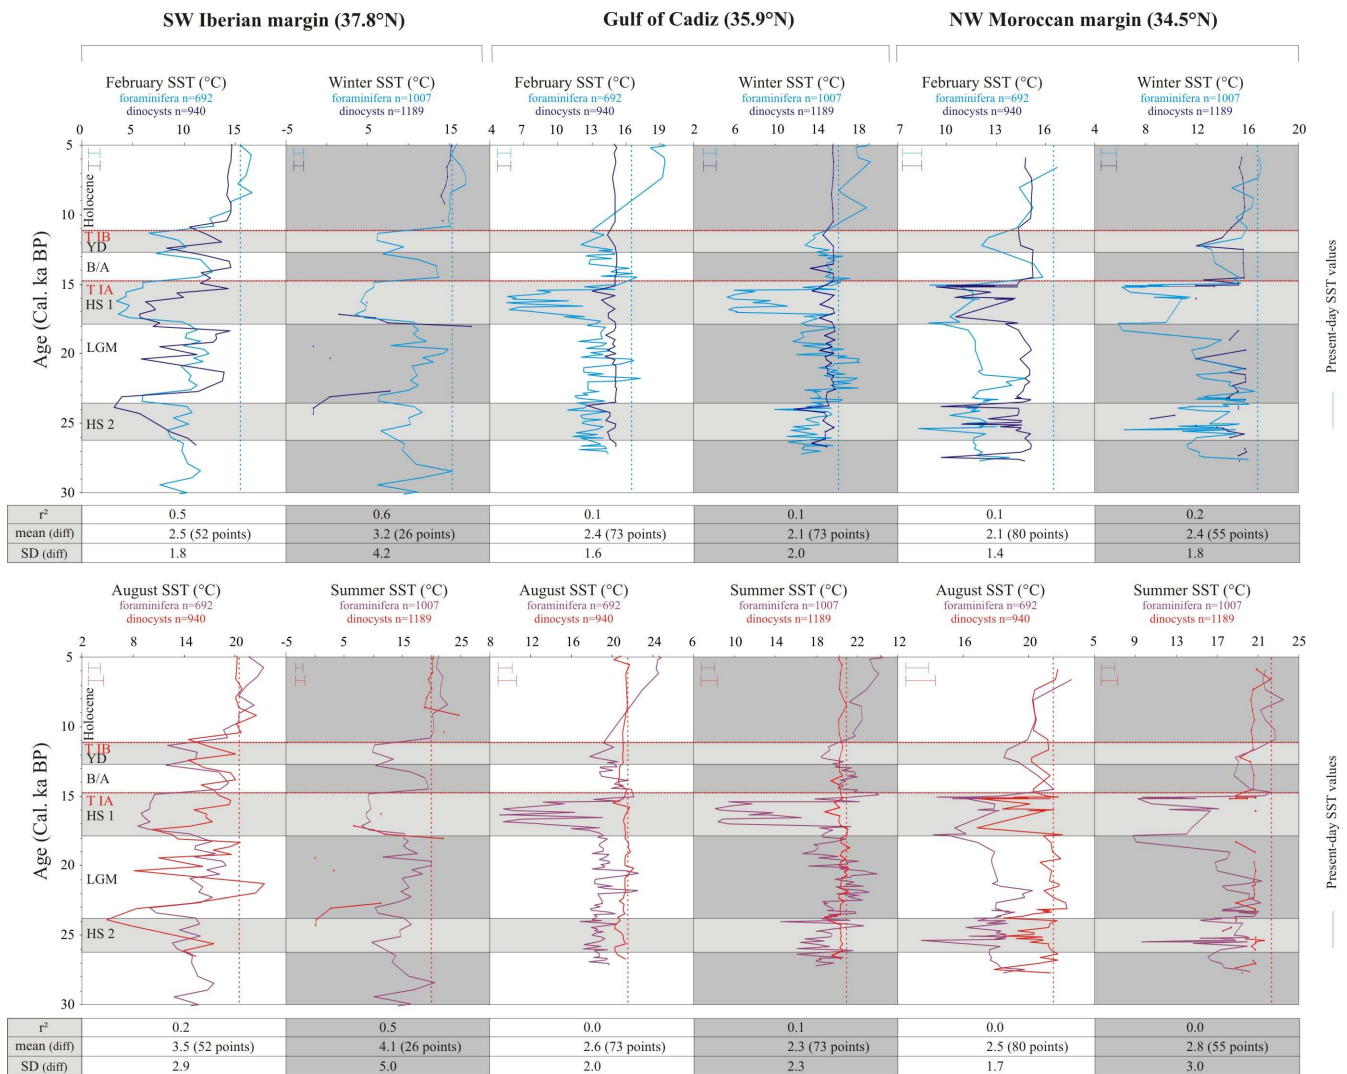 SW Iberian margin (37.8°N)
Gulf of Cadiz (35.9°N)
NW Moroccan margin (34.5°N)
February SST (°C)
foraminifera n=692
dinocysts n=940
Winter SST (°C)
foraminifera n=1007
dinocysts n=1189
February SST (°C)
foraminifera n=692
dinocysts n=940
Winter SST (°C)
foraminifera n=1007
dinocysts n=1189
February SST (°C)
foraminifera n=692
dinocysts n=940
Winter SST (°C)
foraminifera n=1007
dinocysts n=1189
0 5 10 15
-5 5 15
4 7 10 13 16 19
2 6 10 14 18
7 10 13 16
4 8 12 16 20
Age (Cal. ka BP)
5
10
15
20
25
30
Holocene
T IB
YD
B/A
T IA
HS 1
LGM
HS 2
Present-day SST values
r² 0.5 0.6 0.1 0.1 0.1 0.2
mean (diff) 2.5 (52 points) 3.2 (26 points) 2.4 (73 points) 2.1 (73 points) 2.1 (80 points) 2.4 (55 points)
SD (diff) 1.8 4.2 1.6 2.0 1.4 1.8
August SST (°C)
foraminifera n=692
dinocysts n=940
Summer SST (°C)
foraminifera n=1007
dinocysts n=1189
August SST (°C)
foraminifera n=692
dinocysts n=940
Summer SST (°C)
foraminifera n=1007
dinocysts n=1189
August SST (°C)
foraminifera n=692
dinocysts n=940
Summer SST (°C)
foraminifera n=1007
dinocysts n=1189
2 8 14 20
-5 5 15 25
8 12 16 20 24
6 10 14 18 22
12 16 20
5 9 13 17 21 25
Age (Cal. ka BP)
5
10
15
20
25
30
Holocene
T IB
YD
B/A
T IA
HS 1
LGM
HS 2
Present-day SST values
r² 0.2 0.5 0.0 0.1 0.0 0.0
mean (diff) 3.5 (52 points) 4.1 (26 points) 2.6 (73 points) 2.3 (73 points) 2.5 (80 points) 2.8 (55 points)
SD (diff) 2.9 5.0 2.0 2.3 1.7 3.0